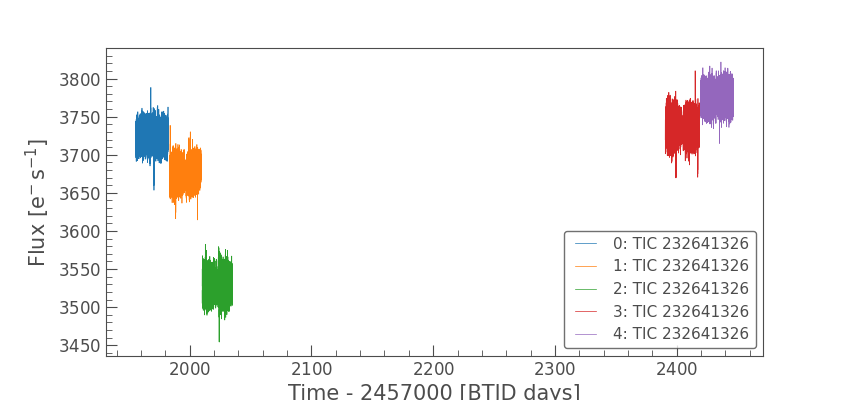 3800
3750
3700
3650
3600
3550
3500
3450
Flux [e⁻ s⁻¹]
0: TIC 232641326
1: TIC 232641326
2: TIC 232641326
3: TIC 232641326
4: TIC 232641326
2000 2100 2200 2300 2400
Time - 2457000 [BTJD days]